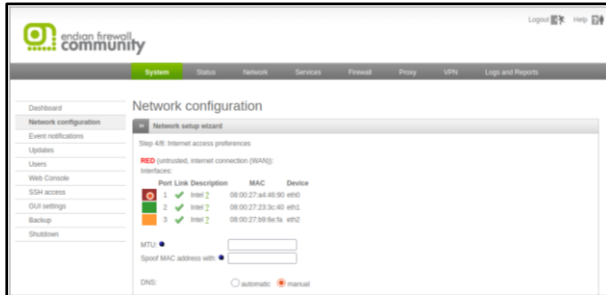 Logout Help
endian firewall
community
System Status Network Services Firewall Proxy VPN Logs and Reports
Dashboard
Network configuration
Event notifications
Updates
Users
Web Console
SSH access
GUI settings
Backup
Shutdown
Network configuration
Network setup wizard
Step 4/8: Internet access preferences
RED (untrusted, internet connection (WAN)):
Interfaces:
Port Link Description MAC Device
1 Intel ? 08:00:27:a4:46:90 eth0
2 Intel ? 08:00:27:23:3c:40 eth1
3 Intel ? 08:00:27:b9:6e:fa eth2
MTU:
Spoof MAC address with:
DNS: automatic manual